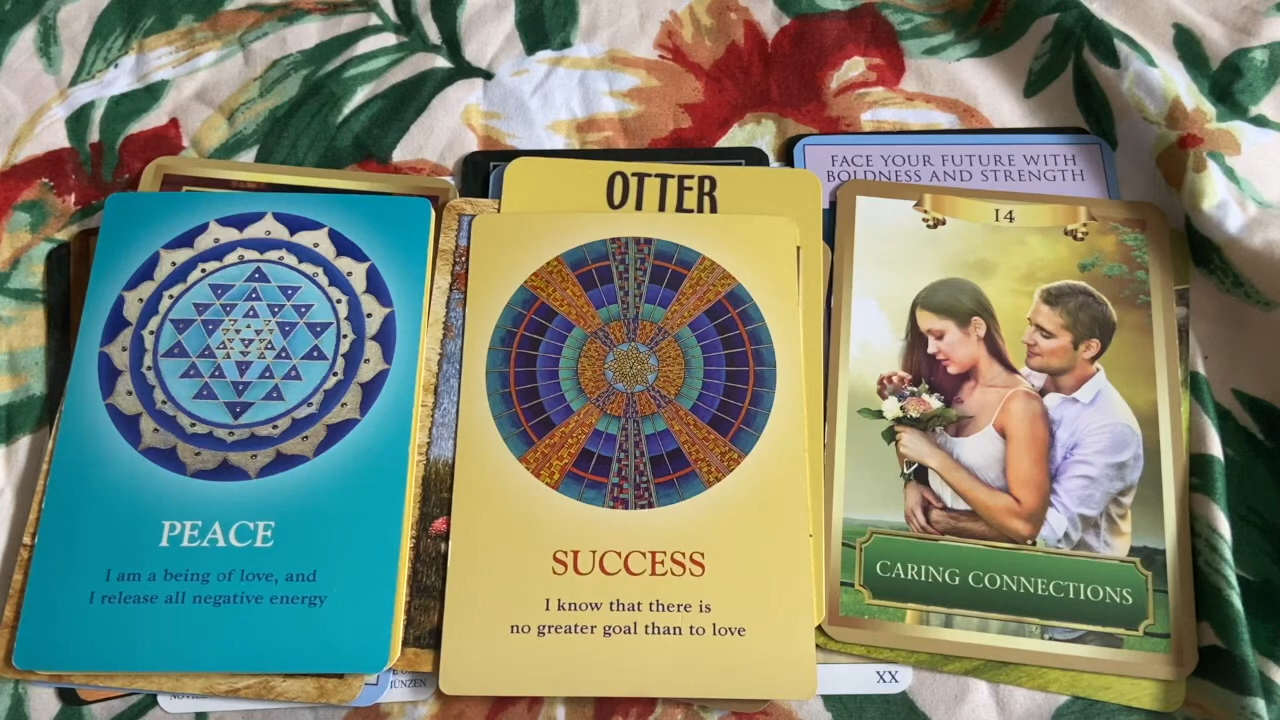 OTTER
FACE YOUR FUTURE WITH
BOLDNESS AND STRENGTH
14
PEACE
I am a being of love, and
I release all negative energy
SUCCESS
I know that there is
no greater goal than to love
CARING CONNECTIONS
MÜNZEN
XX